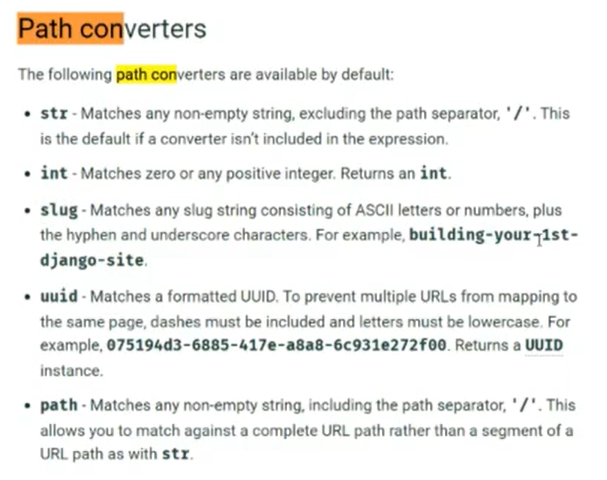 Path converters
The following path converters are available by default:
• str - Matches any non-empty string, excluding the path separator, '/'. This
is the default if a converter isn't included in the expression.
• int - Matches zero or any positive integer. Returns an int.
• slug - Matches any slug string consisting of ASCII letters or numbers, plus
the hyphen and underscore characters. For example, building-your-1st-
django-site.
• uuid - Matches a formatted UUID. To prevent multiple URLs from mapping to
the same page, dashes must be included and letters must be lowercase. For
example, 075194d3-6885-417e-a8a8-6c931e272f00. Returns a UUID
instance.
• path - Matches any non-empty string, including the path separator, '/'. This
allows you to match against a complete URL path rather than a segment of a
URL path as with str.